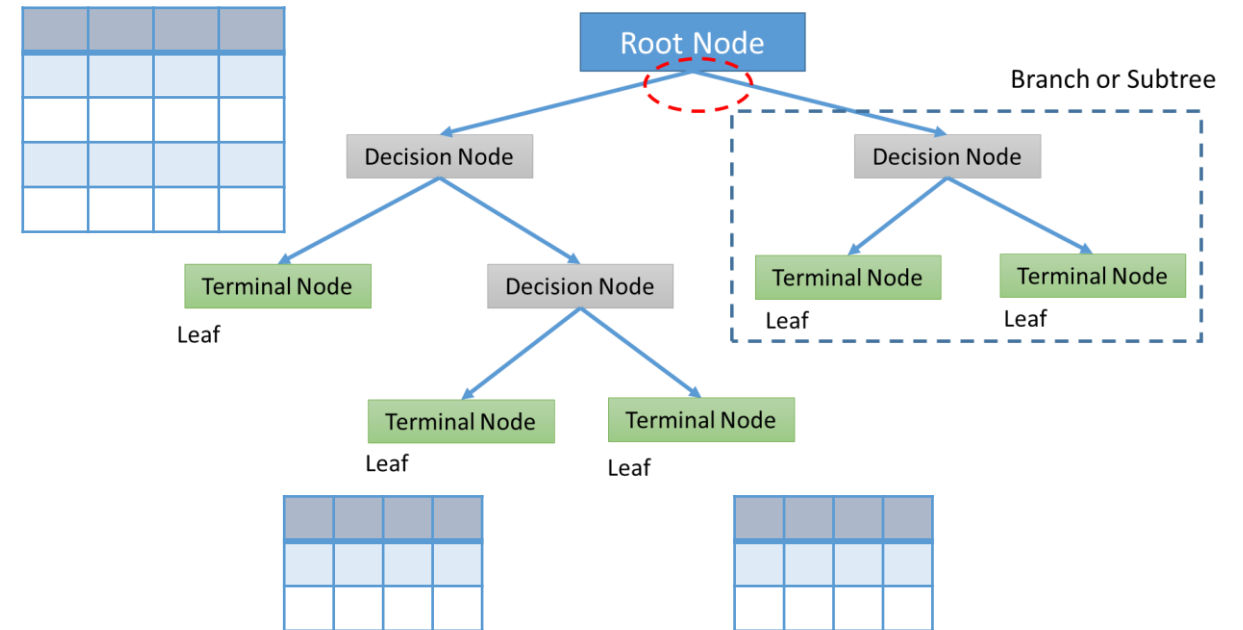 Root Node
Branch or Subtree
Decision Node
Decision Node
Terminal Node
Leaf
Decision Node
Terminal Node
Leaf
Terminal Node
Leaf
Terminal Node
Leaf
Terminal Node
Leaf